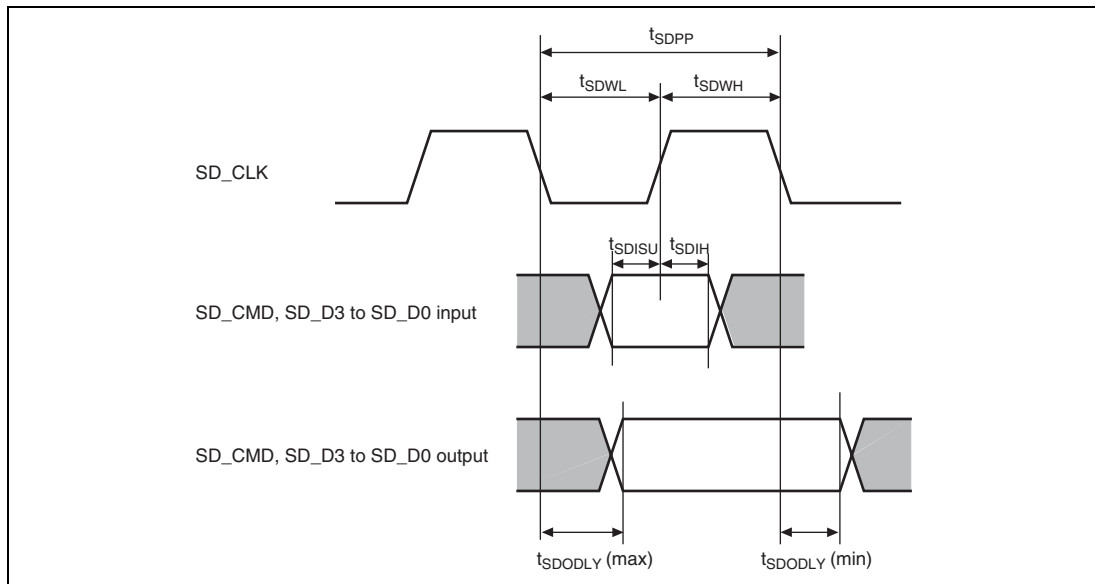 tSDPP
tSDWL tSDWH
SD_CLK
tSDISU tSDIH
SD_CMD, SD_D3 to SD_D0 input
SD_CMD, SD_D3 to SD_D0 output
tSDODLY (max) tSDODLY (min)